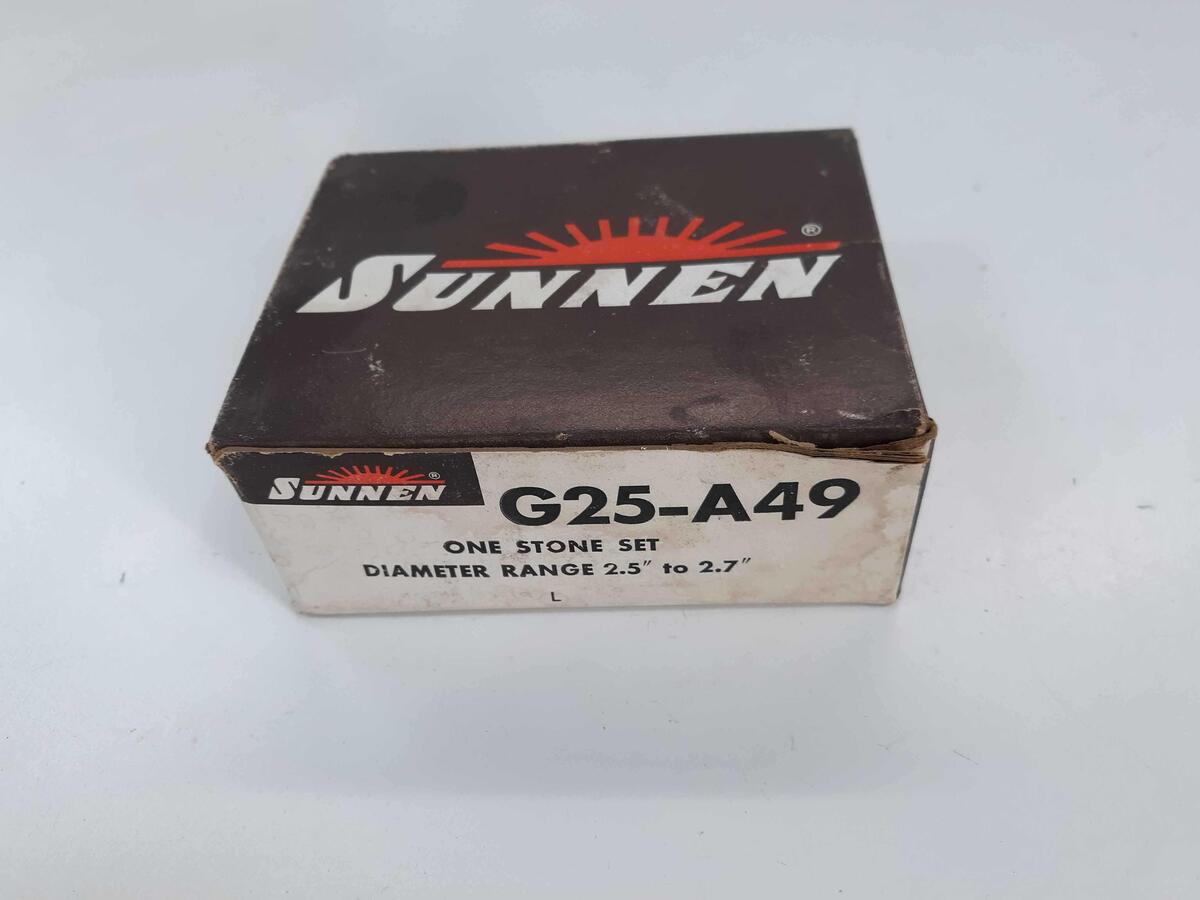 SUNNEN®
SUNNEN®
G25-A49
ONE STONE SET
DIAMETER RANGE 2.5" to 2.7"
L